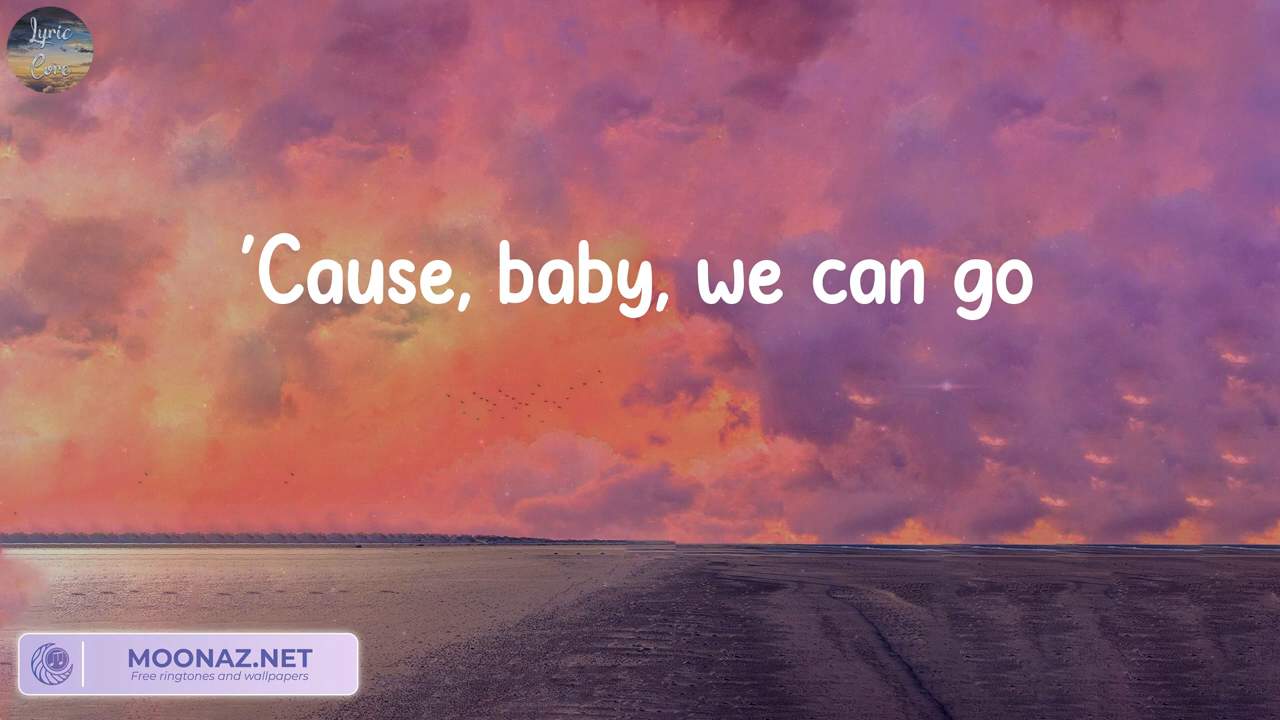 Lyric
Core
'Cause, baby, we can go
MOONAZ.NET
Free ringtones and wallpapers